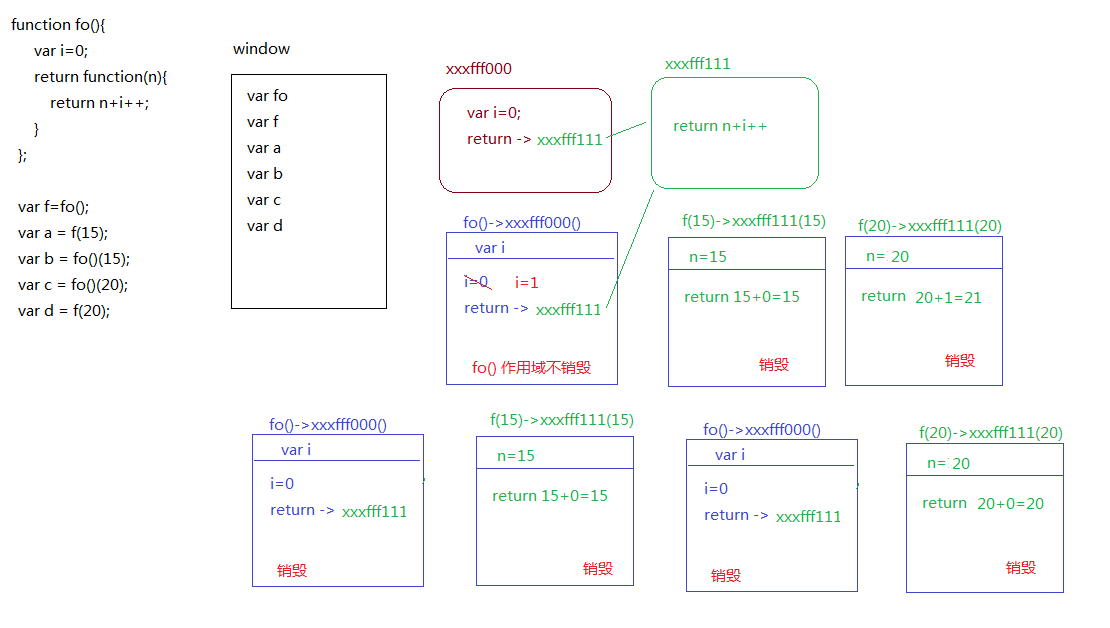 function fo(){
var i=0;
return function(n){
return n+i++;
}
};
var f=fo();
var a = f(15);
var b = fo()(15);
var c = fo()(20);
var d = f(20);
window
var fo
var f
var a
var b
var c
var d
xxxfff000
var i=0;
return -> xxxfff111
xxxfff111
return n+i++
fo()->xxxfff000()
var i
i=0 i=1
return -> xxxfff111
fo() 作用域不销毁
f(15)->xxxfff111(15)
n=15
return 15+0=15
销毁
f(20)->xxxfff111(20)
n= 20
return 20+1=21
销毁
fo()->xxxfff000()
var i
i=0
return -> xxxfff111
销毁
f(15)->xxxfff111(15)
n=15
return 15+0=15
销毁
fo()->xxxfff000()
var i
i=0
return -> xxxfff111
销毁
f(20)->xxxfff111(20)
n= 20
return 20+0=20
销毁